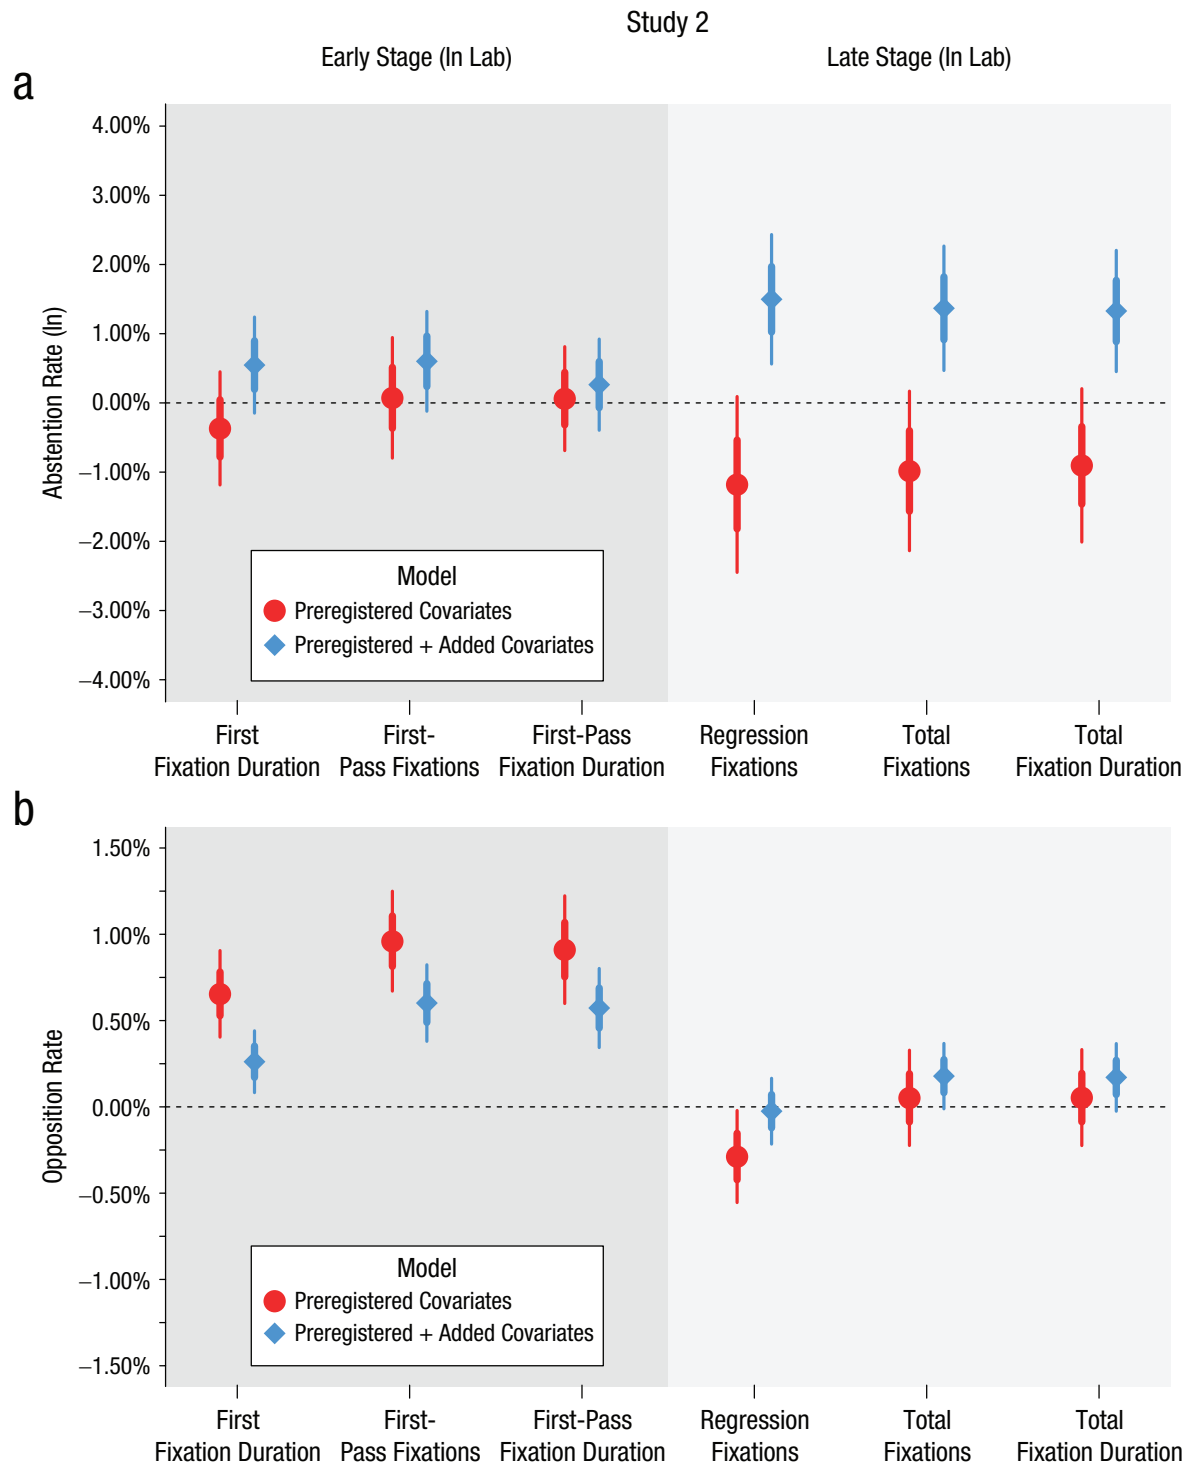 Study 2
Early Stage (In Lab)
Late Stage (In Lab)
a
Abstention Rate (ln)
4.00%
3.00%
2.00%
1.00%
0.00%
−1.00%
−2.00%
−3.00%
−4.00%
Model
Preregistered Covariates
Preregistered + Added Covariates
First
Fixation Duration
First-
Pass Fixations
First-Pass
Fixation Duration
Regression
Fixations
Total
Fixations
Total
Fixation Duration
b
Opposition Rate
1.50%
1.00%
0.50%
0.00%
−0.50%
−1.00%
−1.50%
Model
Preregistered Covariates
Preregistered + Added Covariates
First
Fixation Duration
First-
Pass Fixations
First-Pass
Fixation Duration
Regression
Fixations
Total
Fixations
Total
Fixation Duration